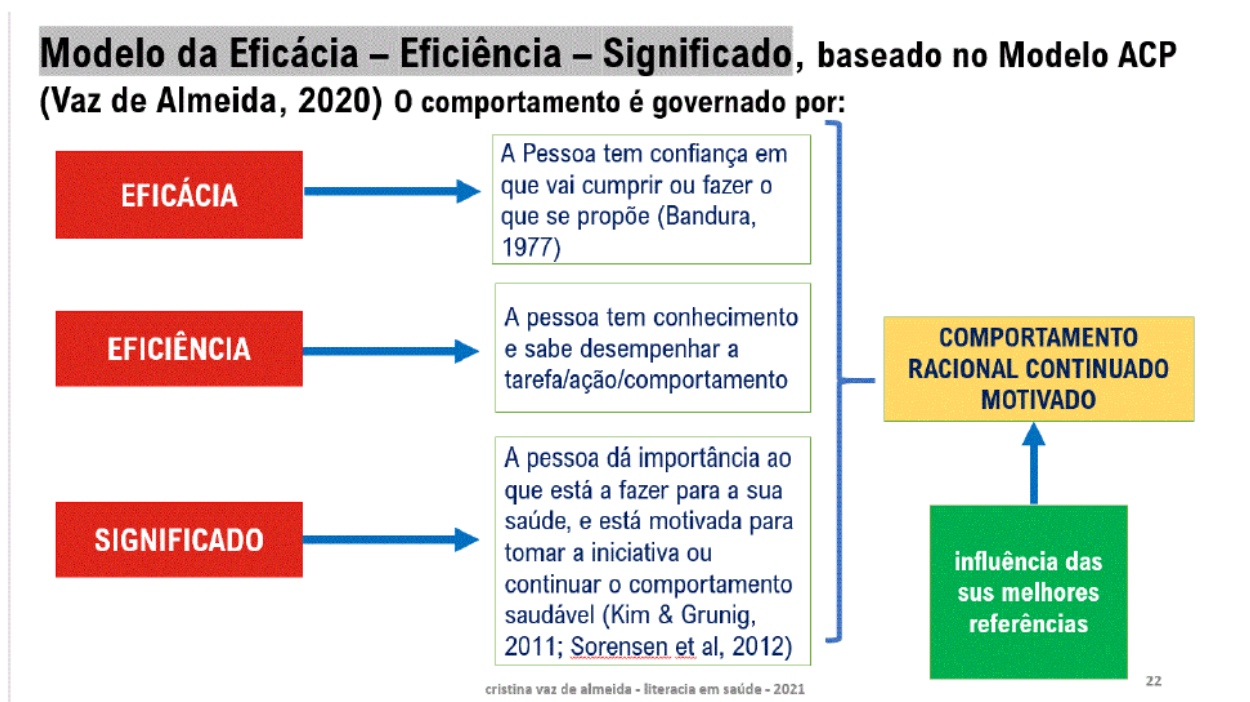 Modelo da Eficácia – Eficiência – Significado, baseado no Modelo ACP
(Vaz de Almeida, 2020) O comportamento é governado por:
EFICÁCIA
A Pessoa tem confiança em
que vai cumprir ou fazer o
que se propõe (Bandura,
1977)
EFICIÊNCIA
A pessoa tem conhecimento
e sabe desempenhar a
tarefa/ação/comportamento
SIGNIFICADO
A pessoa dá importância ao
que está a fazer para a sua
saúde, e está motivada para
tomar a iniciativa ou
continuar o comportamento
saudável (Kim & Grunig,
2011; Sorensen et al, 2012)
COMPORTAMENTO
RACIONAL CONTINUADO
MOTIVADO
influência das
sus melhores
referências
cristina vaz de almeida - literacia em saúde - 2021
22